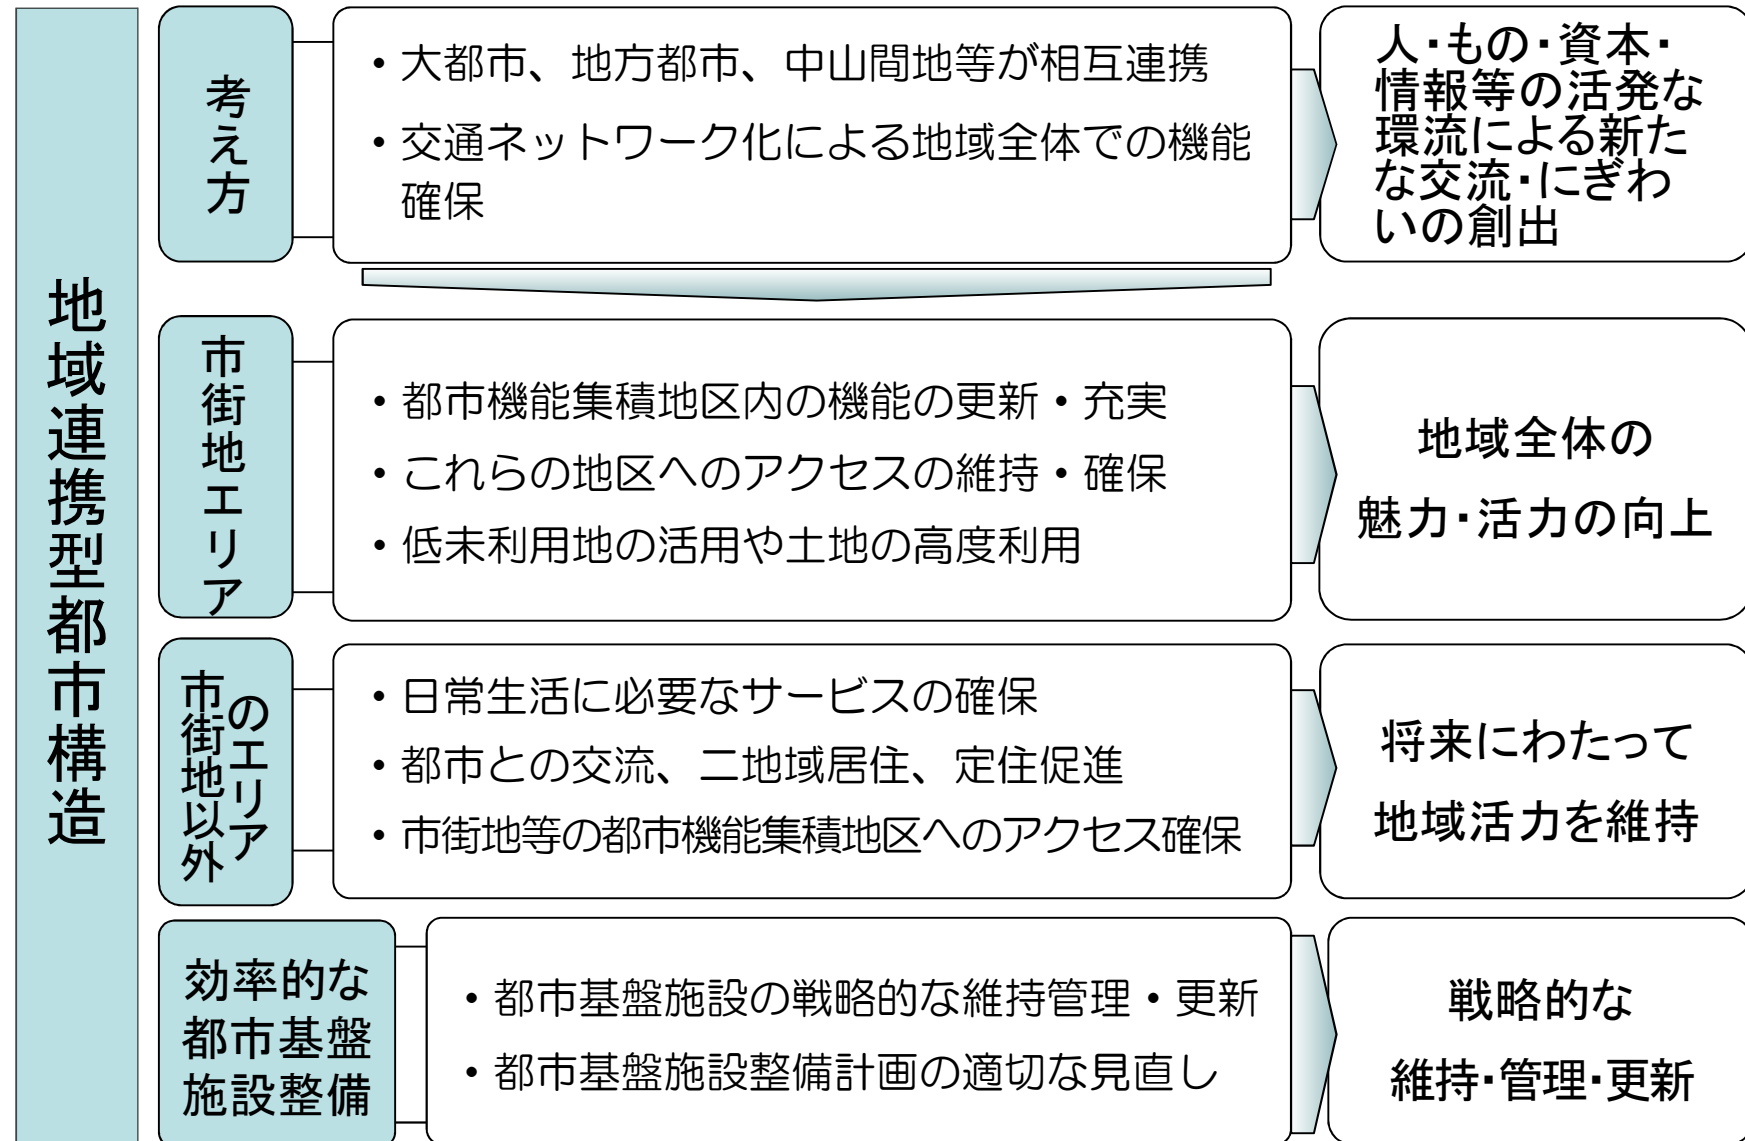 地域連携型都市構造
考え方
・大都市、地方都市、中山間地等が相互連携
・交通ネットワーク化による地域全体での機能
確保
人・もの・資本・
情報等の活発な
環流による新た
な交流・にぎわ
いの創出
市街地エリア
・都市機能集積地区内の機能の更新・充実
・これらの地区へのアクセスの維持・確保
・低未利用地の活用や土地の高度利用
地域全体の
魅力・活力の向上
市街地以外
のエリア
・日常生活に必要なサービスの確保
・都市との交流、二地域居住、定住促進
・市街地等の都市機能集積地区へのアクセス確保
将来にわたって
地域活力を維持
効率的な
都市基盤
施設整備
・都市基盤施設の戦略的な維持管理・更新
・都市基盤施設整備計画の適切な見直し
戦略的な
維持・管理・更新